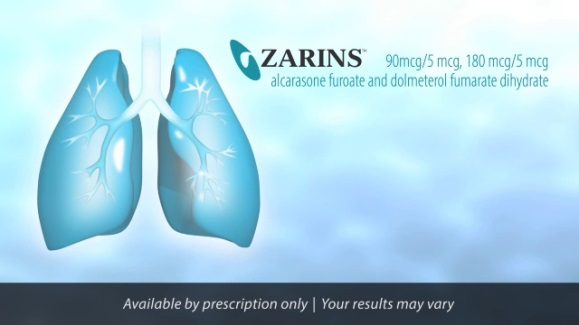 ZARINS™ 90mcg/5 mcg, 180 mcg/5 mcg
alcarasone furoate and dolmeterol fumarate dihydrate
Available by prescription only | Your results may vary